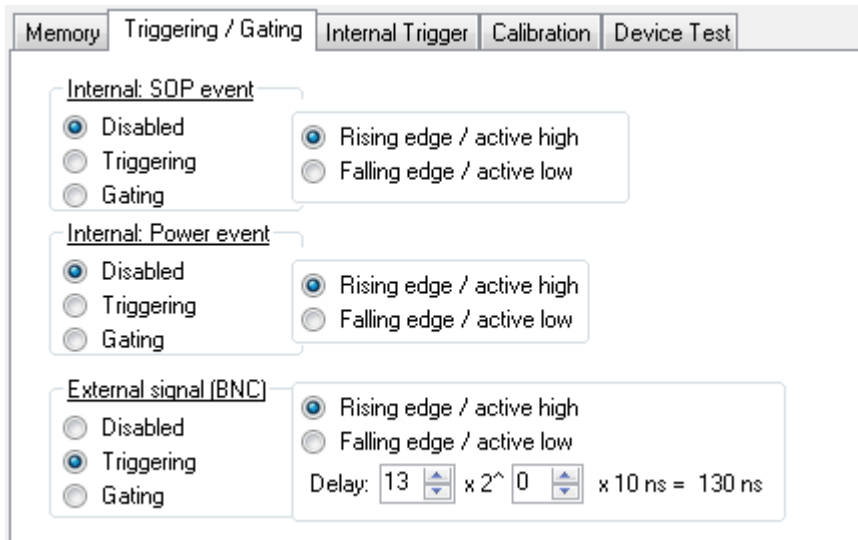 Memory Triggering / Gating Internal Trigger Calibration Device Test
Internal: SOP event
Disabled
Triggering
Gating
Rising edge / active high
Falling edge / active low
Internal: Power event
Disabled
Triggering
Gating
Rising edge / active high
Falling edge / active low
External signal (BNC)
Disabled
Triggering
Gating
Rising edge / active high
Falling edge / active low
Delay: 13 x 2^ 0 x 10 ns = 130 ns